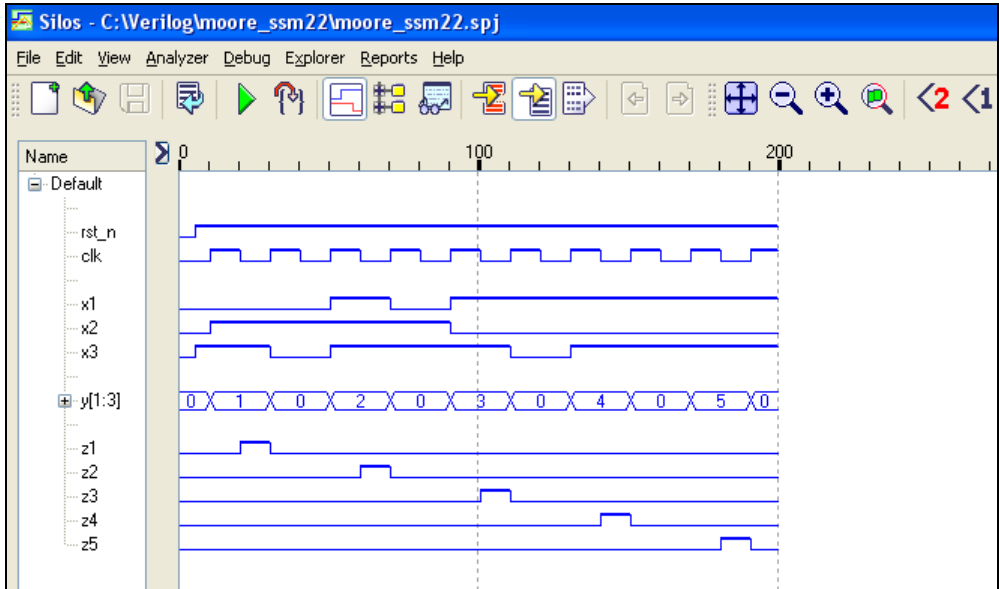 Silos - C:\Verilog\moore_ssm22\moore_ssm22.spj
File Edit View Analyzer Debug Explorer Reports Help
2 1
Name 0 100 200
Default
rst_n
clk
x1
x2
x3
y[1:3] 0 1 0 2 0 3 0 4 0 5 0
z1
z2
z3
z4
z5